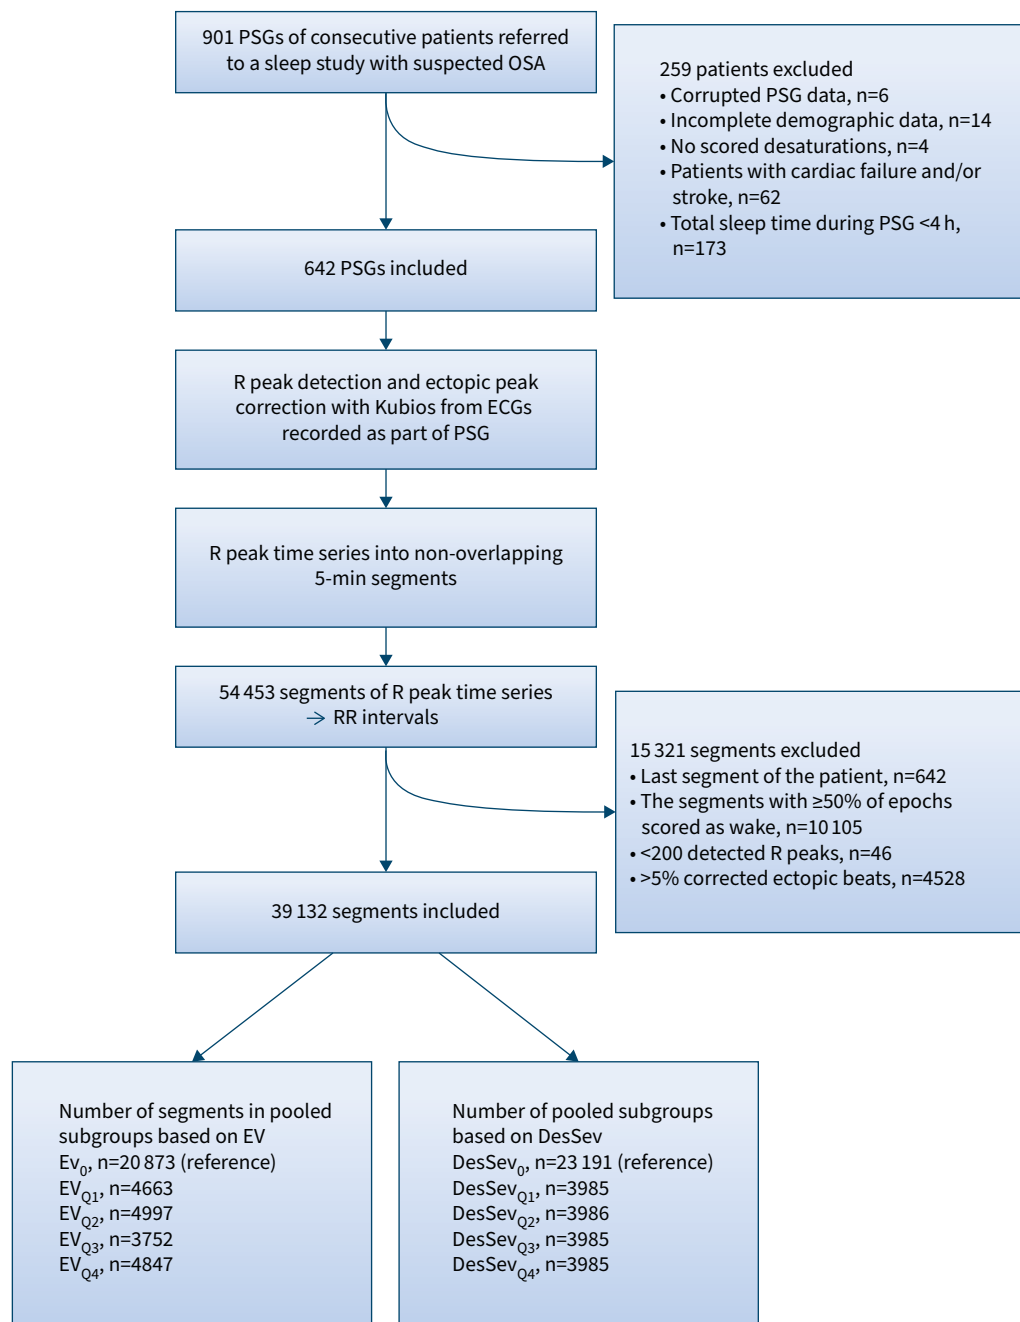 901 PSGs of consecutive patients referred
to a sleep study with suspected OSA
259 patients excluded
• Corrupted PSG data, n=6
• Incomplete demographic data, n=14
• No scored desaturations, n=4
• Patients with cardiac failure and/or
stroke, n=62
• Total sleep time during PSG <4 h,
n=173
642 PSGs included
R peak detection and ectopic peak
correction with Kubios from ECGs
recorded as part of PSG
R peak time series into non-overlapping
5-min segments
54 453 segments of R peak time series
→ RR intervals
15 321 segments excluded
• Last segment of the patient, n=642
• The segments with ≥50% of epochs
scored as wake, n=10 105
• <200 detected R peaks, n=46
• >5% corrected ectopic beats, n=4528
39 132 segments included
Number of segments in pooled
subgroups based on EV
Ev0, n=20 873 (reference)
EVQ1, n=4663
EVQ2, n=4997
EVQ3, n=3752
EVQ4, n=4847
Number of pooled subgroups
based on DesSev
DesSev0, n=23 191 (reference)
DesSevQ1, n=3985
DesSevQ2, n=3986
DesSevQ3, n=3985
DesSevQ4, n=3985